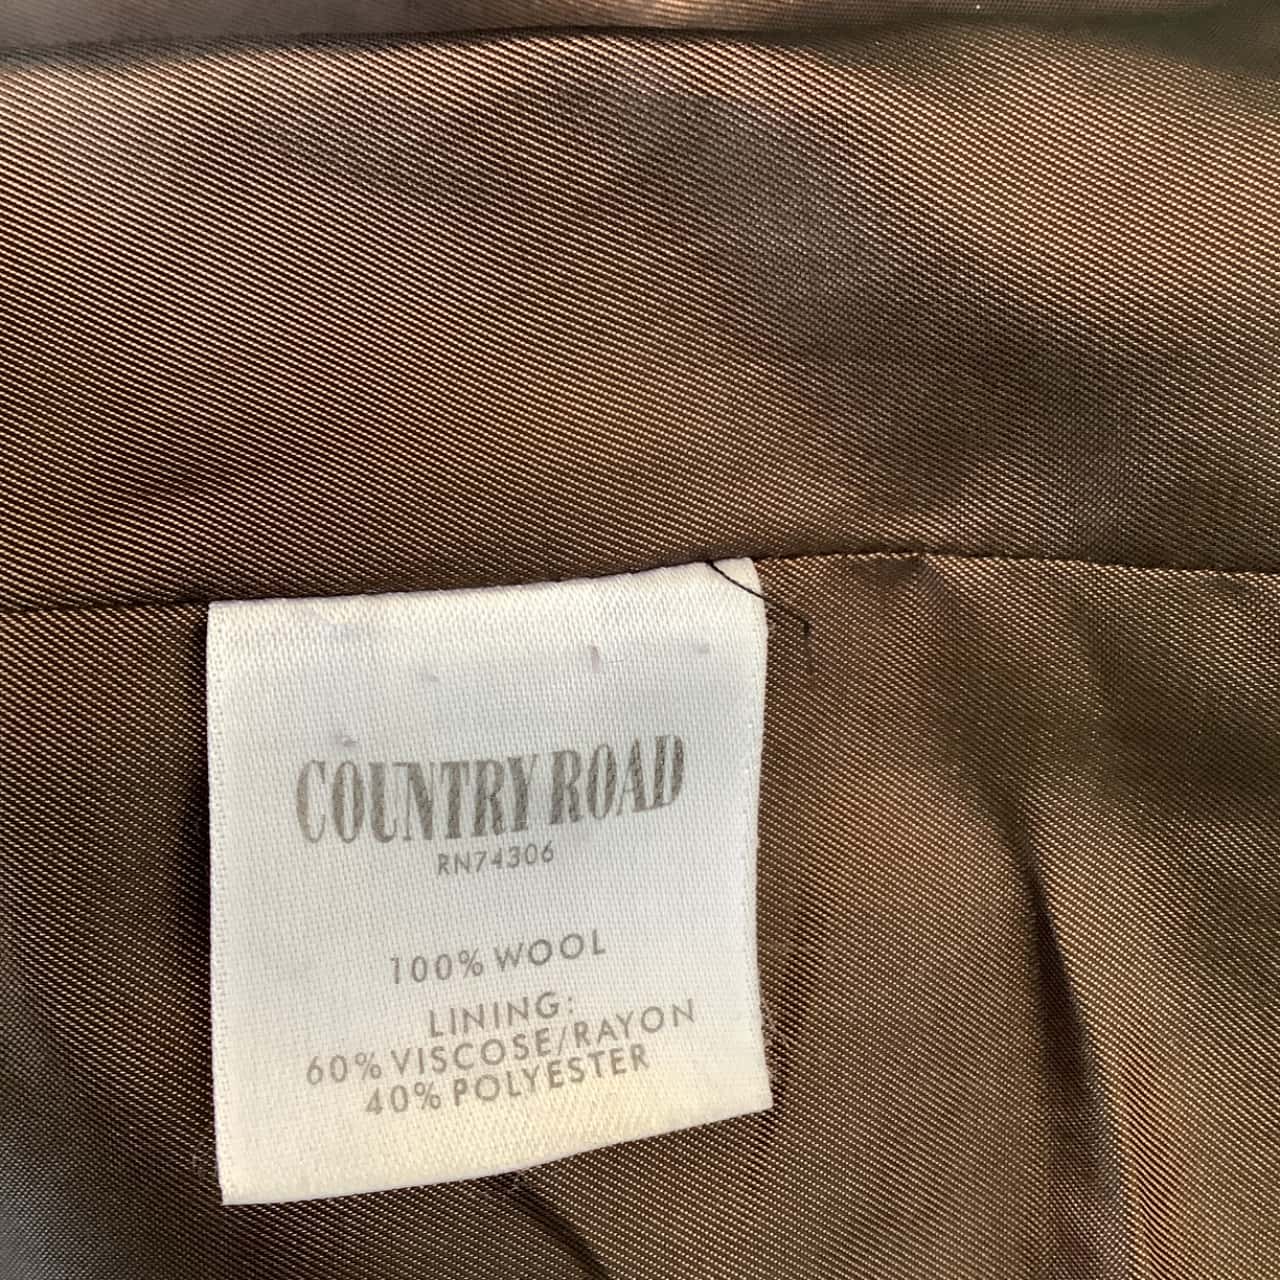 COUNTRY ROAD
RN74306
100% WOOL
LINING:
60% VISCOSE/RAYON
40% POLYESTER